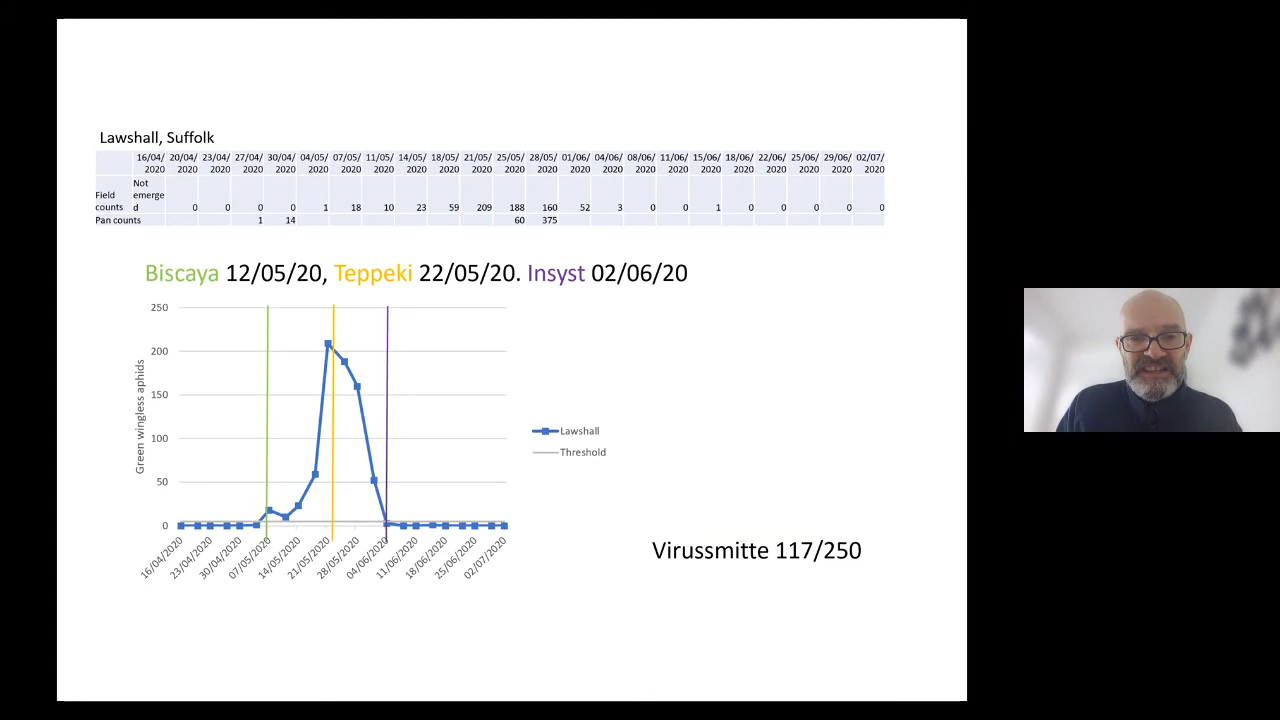 Lawshall, Suffolk
16/04/ 20/04/ 23/04/ 27/04/ 30/04/ 04/05/ 07/05/ 11/05/ 14/05/ 18/05/ 21/05/ 25/05/ 28/05/ 01/06/ 04/06/ 08/06/ 11/06/ 15/06/ 18/06/ 22/06/ 25/06/ 29/06/ 02/07/
2020 2020 2020 2020 2020 2020 2020 2020 2020 2020 2020 2020 2020 2020 2020 2020 2020 2020 2020 2020 2020 2020 2020
Not
Field emerge
counts d 0 0 0 0 1 18 10 23 59 209 188 160 52 3 0 0 1 0 0 0 0 0
Pan counts 1 14 60 375
Biscaya 12/05/20, Teppeki 22/05/20. Insyst 02/06/20
250
200
150
100
50
0
Green wingless aphids
16/04/2020
23/04/2020
30/04/2020
07/05/2020
14/05/2020
21/05/2020
28/05/2020
04/06/2020
11/06/2020
18/06/2020
25/06/2020
02/07/2020
Lawshall
Threshold
Virussmitte 117/250